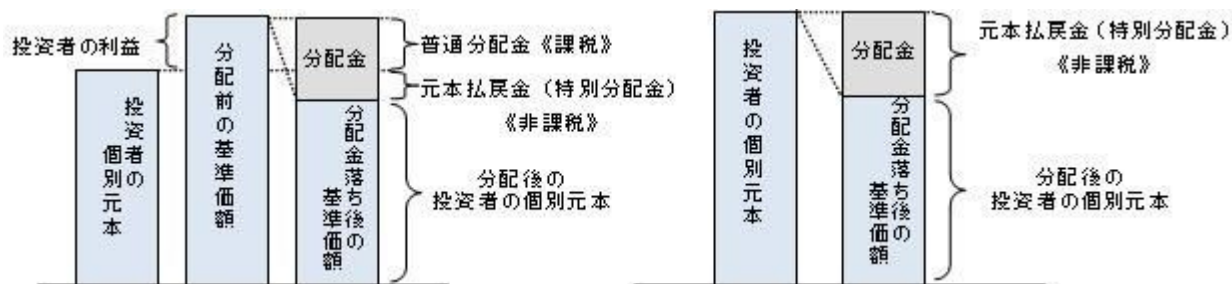 投資者の利益
投資者の
個別元本
分配前の基準価額
分配金
分配金落ち後の
基準価額
普通分配金《課税》
元本払戻金（特別分配金）
《非課税》
分配後の
投資者の個別元本
投資者の個別元本
分配金
分配金落ち後の
基準価額
元本払戻金（特別分配金）
《非課税》
分配後の
投資者の個別元本